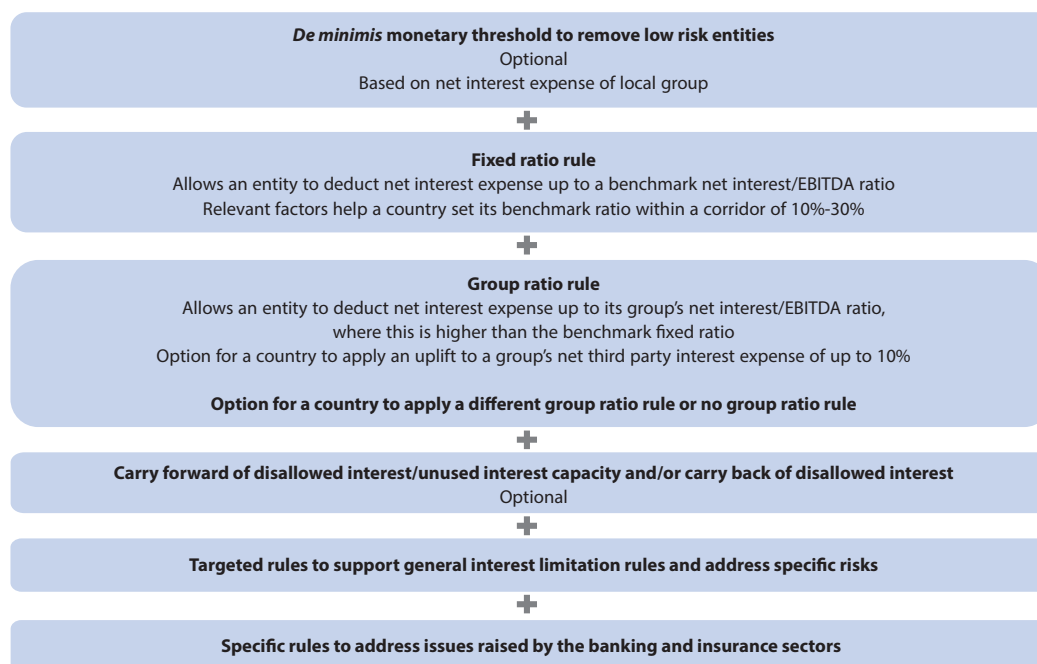 De minimis monetary threshold to remove low risk entities
Optional
Based on net interest expense of local group
+
Fixed ratio rule
Allows an entity to deduct net interest expense up to a benchmark net interest/EBITDA ratio
Relevant factors help a country set its benchmark ratio within a corridor of 10%-30%
+
Group ratio rule
Allows an entity to deduct net interest expense up to its group's net interest/EBITDA ratio,
where this is higher than the benchmark fixed ratio
Option for a country to apply an uplift to a group's net third party interest expense of up to 10%
Option for a country to apply a different group ratio rule or no group ratio rule
+
Carry forward of disallowed interest/unused interest capacity and/or carry back of disallowed interest
Optional
+
Targeted rules to support general interest limitation rules and address specific risks
+
Specific rules to address issues raised by the banking and insurance sectors